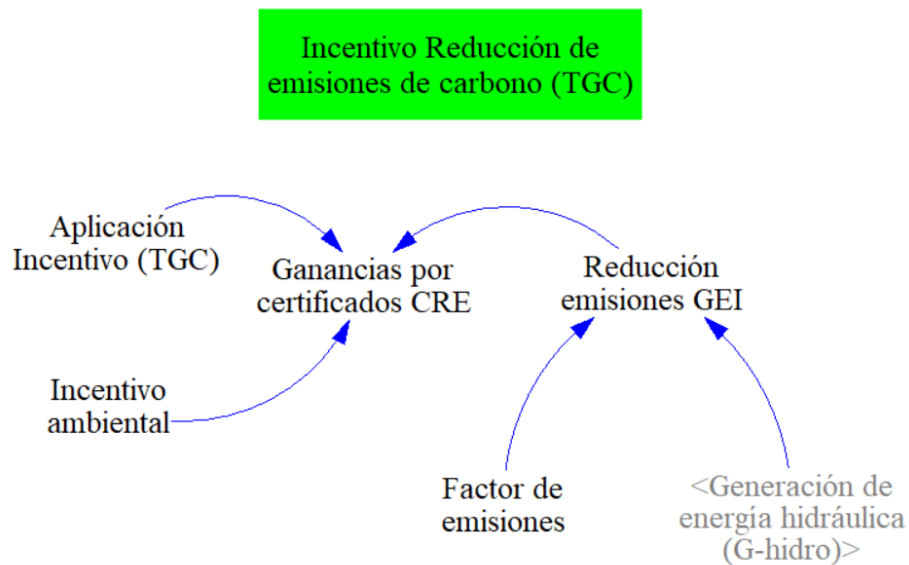 Incentivo Reducción de
emisiones de carbono (TGC)
Aplicación
Incentivo (TGC)
Ganancias por
certificados CRE
Reducción
emisiones GEI
Incentivo
ambiental
Factor de
emisiones
<Generación de
energía hidráulica
(G-hidro)>